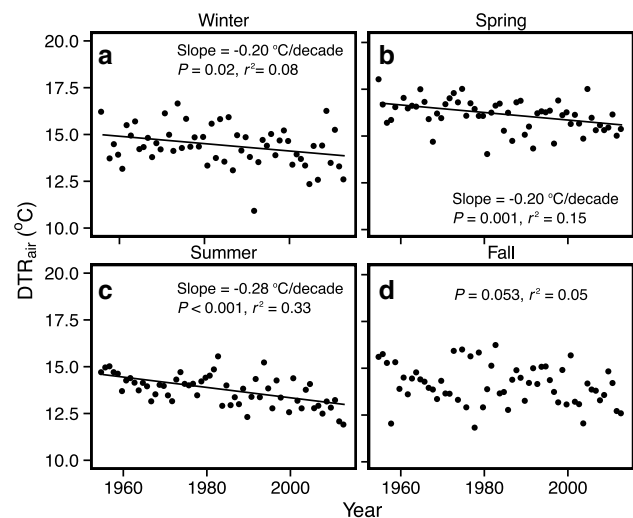 Winter
Spring
20.0
17.5
15.0
12.5
10.0
a
Slope = -0.20 °C/decade
P = 0.02, r²= 0.08
b
Slope = -0.20 °C/decade
P = 0.001, r² = 0.15
DTRair (°C)
Summer
Fall
20.0
17.5
15.0
12.5
10.0
c
Slope = -0.28 °C/decade
P < 0.001, r² = 0.33
d
P = 0.053, r² = 0.05
1960 1980 2000 1960 1980 2000
Year